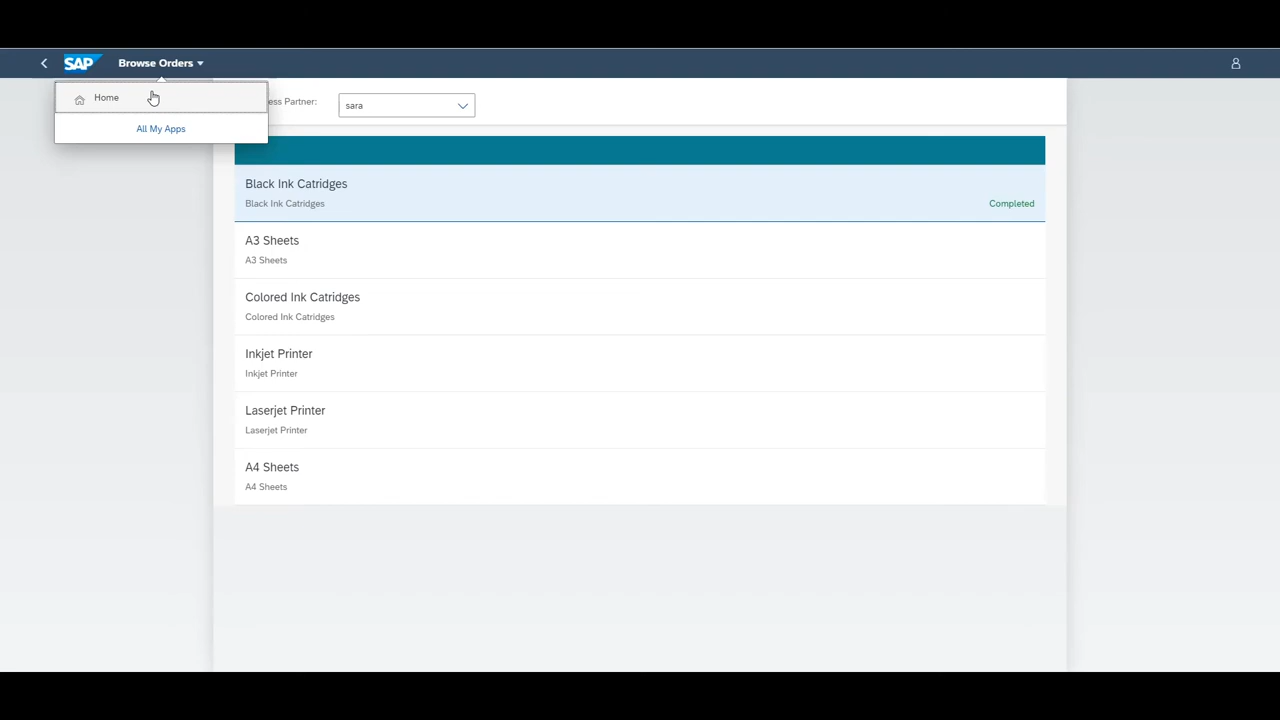 SAP Browse Orders
Home
All My Apps
ess Partner:
sara
Black Ink Catridges
Black Ink Catridges
Completed
A3 Sheets
A3 Sheets
Colored Ink Catridges
Colored Ink Catridges
Inkjet Printer
Inkjet Printer
Laserjet Printer
Laserjet Printer
A4 Sheets
A4 Sheets